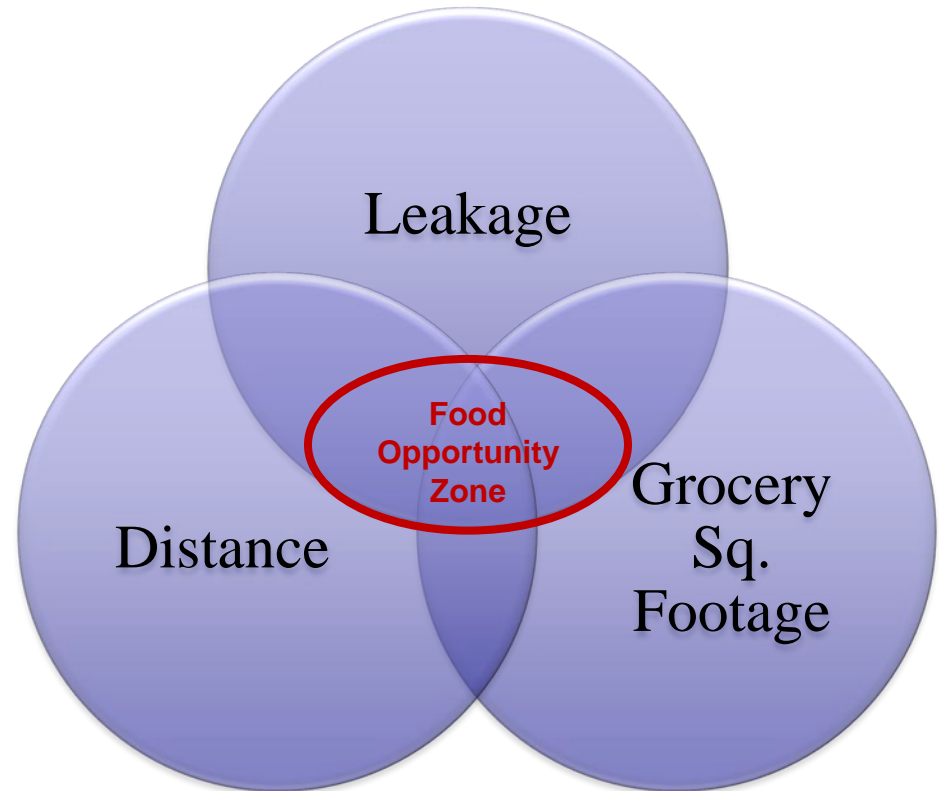 Leakage
Food
Opportunity
Zone
Distance
Grocery
Sq.
Footage